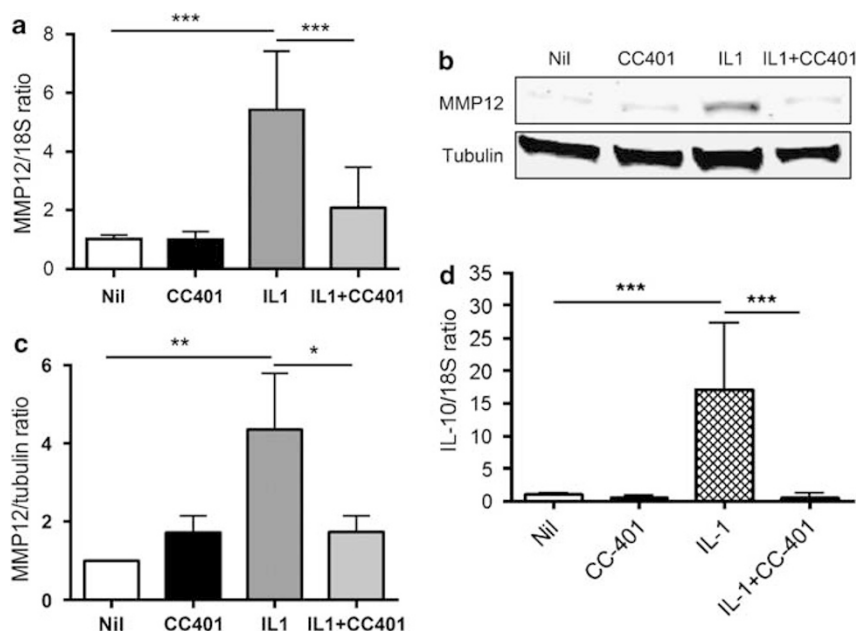 a
MMP12/18S ratio
8
6
4
2
0
***
***
Nil CC401 IL1 IL1+CC401
b
Nil CC401 IL1 IL1+CC401
MMP12
Tubulin
c
MMP12/tubulin ratio
6
4
2
0
**
*
Nil CC401 IL1 IL1+CC401
d
IL-10/18S ratio
35
30
25
20
15
10
5
0
***
***
Nil CC-401 IL-1 IL-1+CC-401